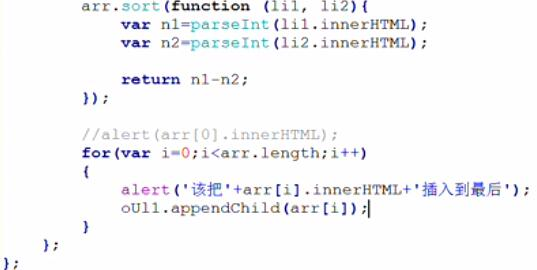 arr.sort(function (li1, li2){
var n1=parseInt(li1.innerHTML);
var n2=parseInt(li2.innerHTML);
return n1-n2;
});
//alert(arr[0].innerHTML);
for(var i=0;i<arr.length;i++)
{
alert('该把'+arr[i].innerHTML+'插入到最后');
oUl1.appendChild(arr[i]);
}
};
};